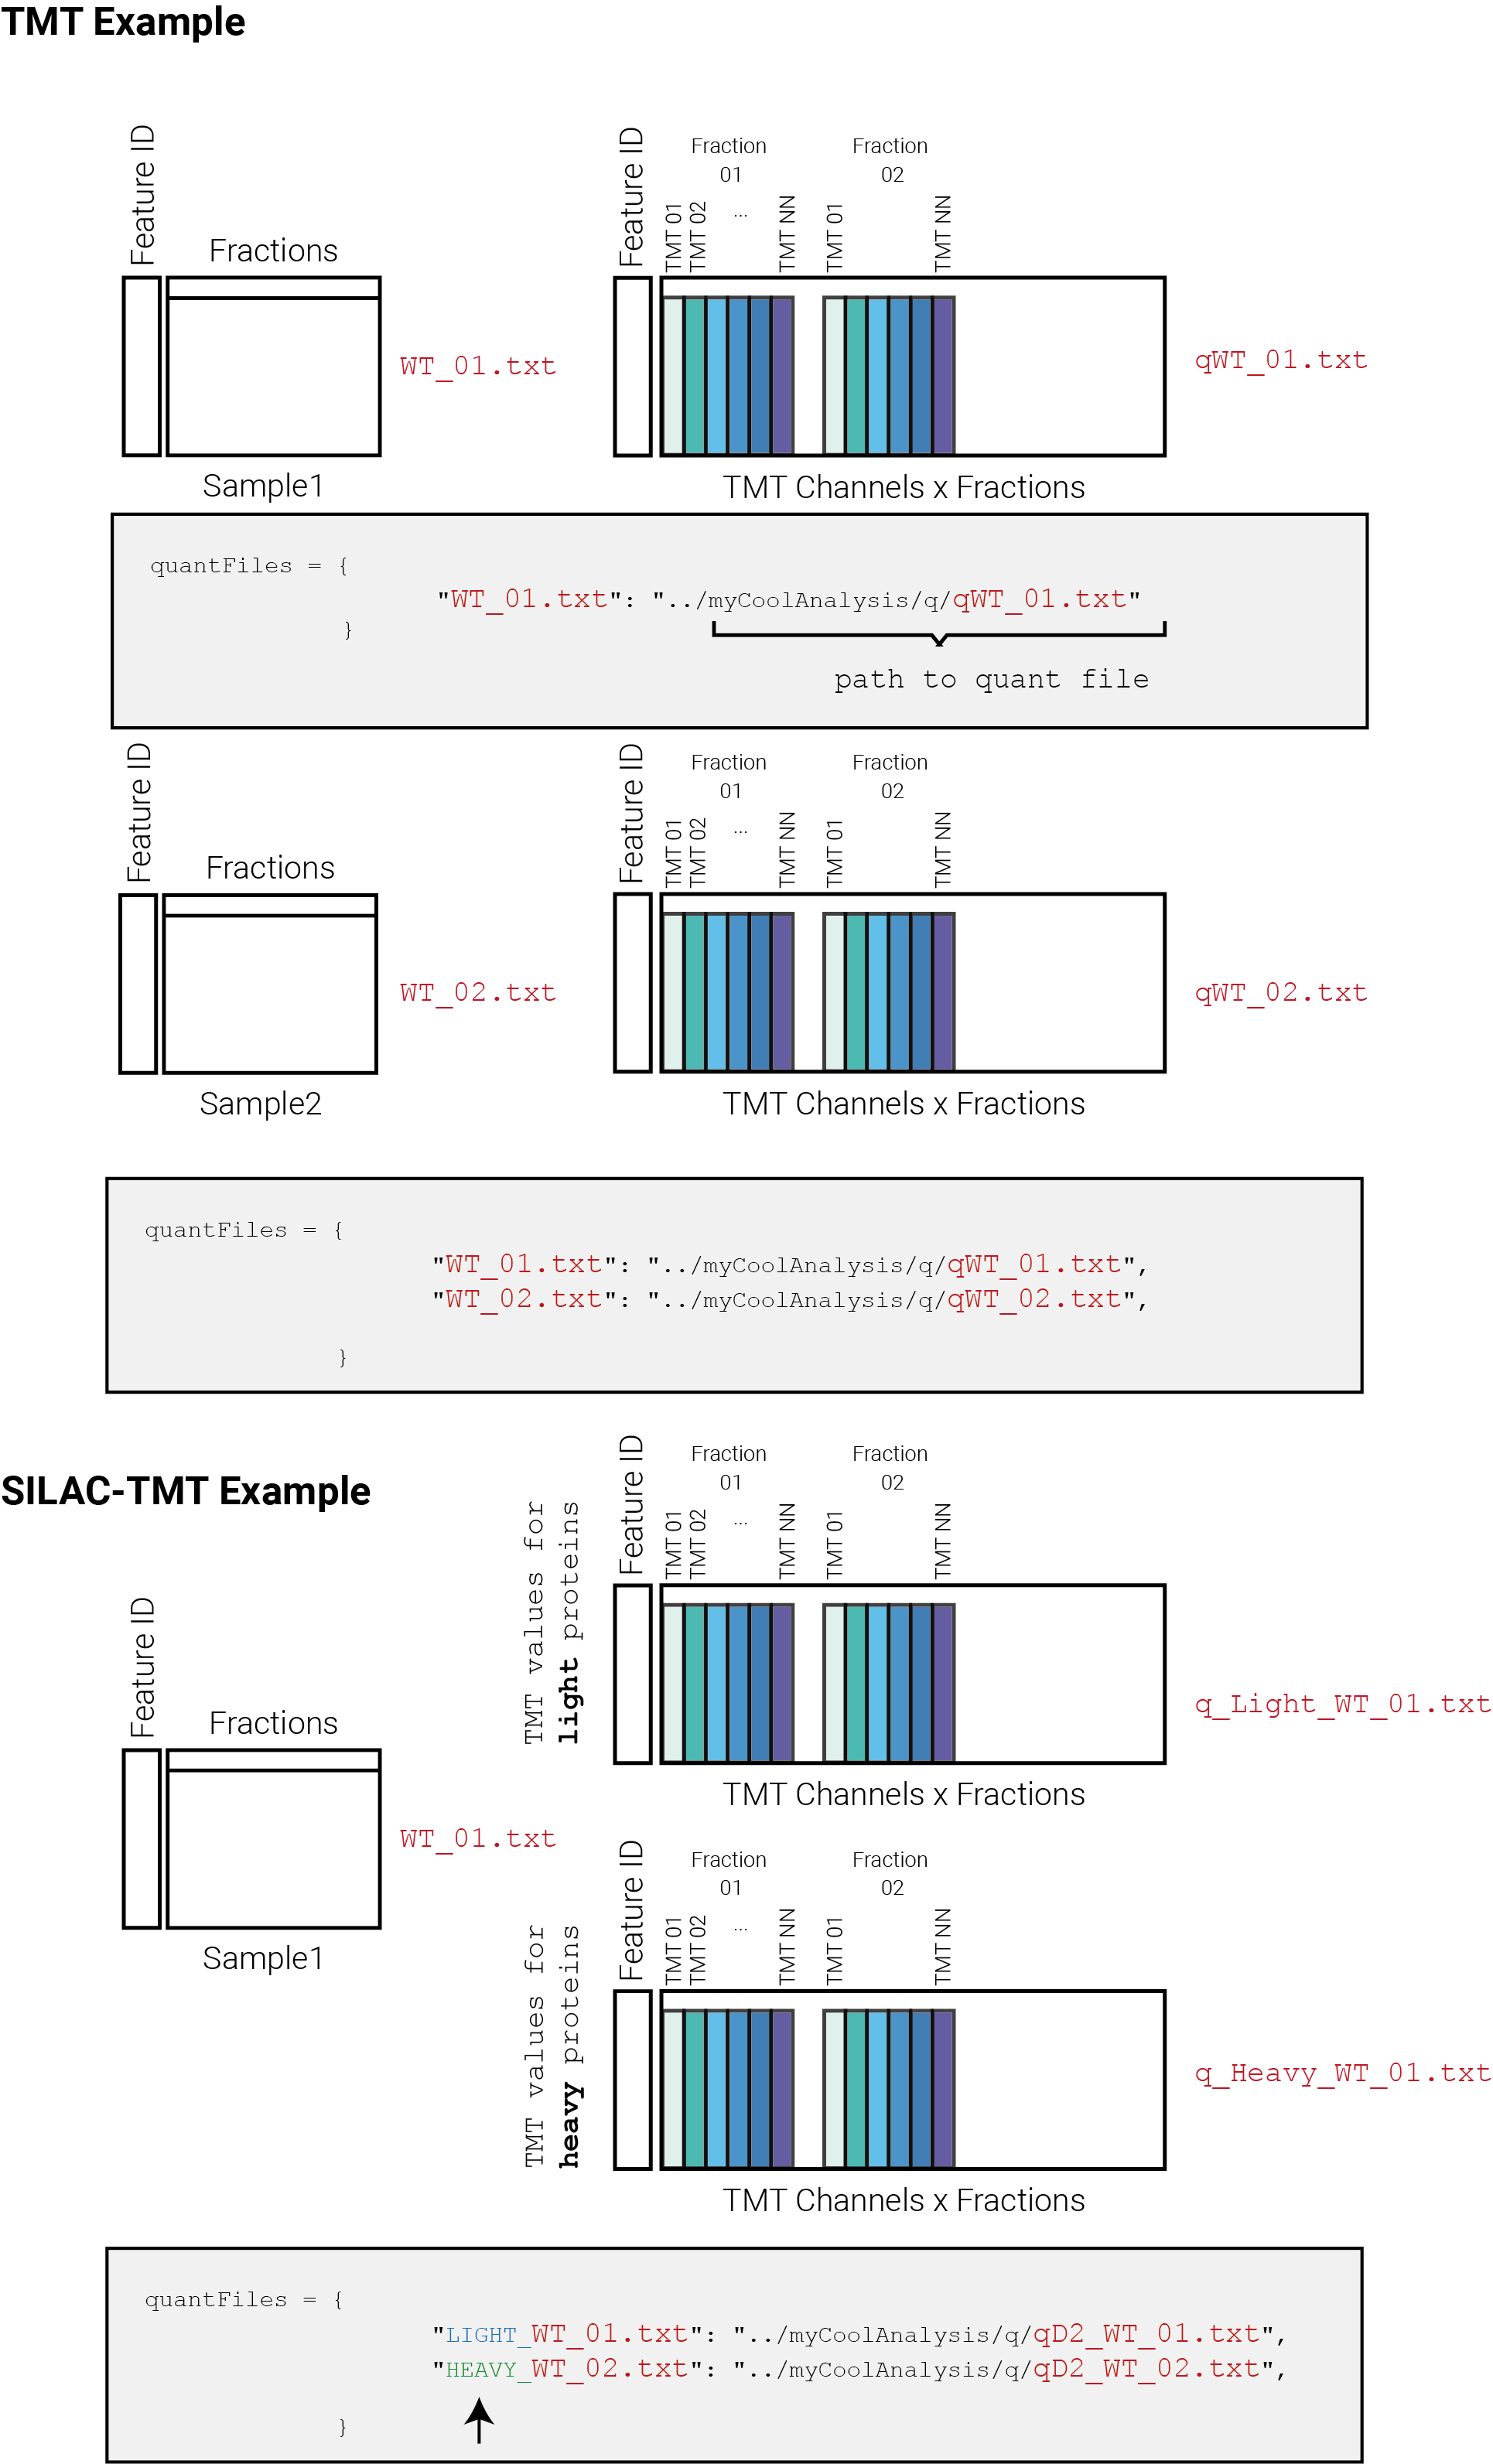 TMT Example
Feature ID
Fractions
WT_01.txt
Sample1
Feature ID
Fraction
01
Fraction
02
TMT 01
TMT 02
...
TMT NN
TMT 01
TMT NN
qWT_01.txt
TMT Channels x Fractions
quantFiles = {
"WT_01.txt": "../myCoolAnalysis/q/qWT_01.txt"
}
path to quant file
Feature ID
Fractions
WT_02.txt
Sample2
Feature ID
Fraction
01
Fraction
02
TMT 01
TMT 02
...
TMT NN
TMT 01
TMT NN
qWT_02.txt
TMT Channels x Fractions
quantFiles = {
"WT_01.txt": "../myCoolAnalysis/q/qWT_01.txt",
"WT_02.txt": "../myCoolAnalysis/q/qWT_02.txt",
}
SILAC-TMT Example
Feature ID
Fractions
WT_01.txt
Sample1
TMT values for
light proteins
Feature ID
Fraction
01
Fraction
02
TMT 01
TMT 02
...
TMT NN
TMT 01
TMT NN
q_Light_WT_01.txt
TMT Channels x Fractions
TMT values for
heavy proteins
Feature ID
Fraction
01
Fraction
02
TMT 01
TMT 02
...
TMT NN
TMT 01
TMT NN
q_Heavy_WT_01.txt
TMT Channels x Fractions
quantFiles = {
"LIGHT_WT_01.txt": "../myCoolAnalysis/q/qD2_WT_01.txt",
"HEAVY_WT_02.txt": "../myCoolAnalysis/q/qD2_WT_02.txt",
}